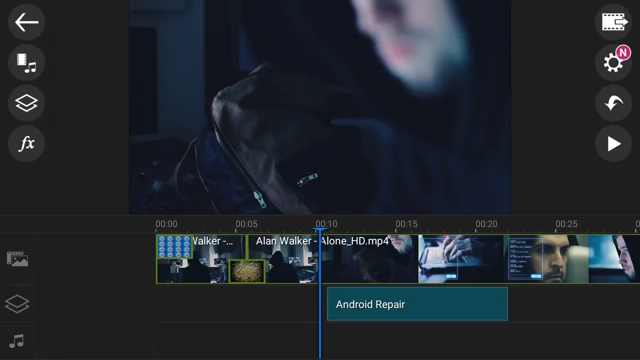 N
fx
00:00
00:05
00:10
00:15
00:20
00:25
Walker -...
Alan Walker - Alone_HD.mp4
Android Repair